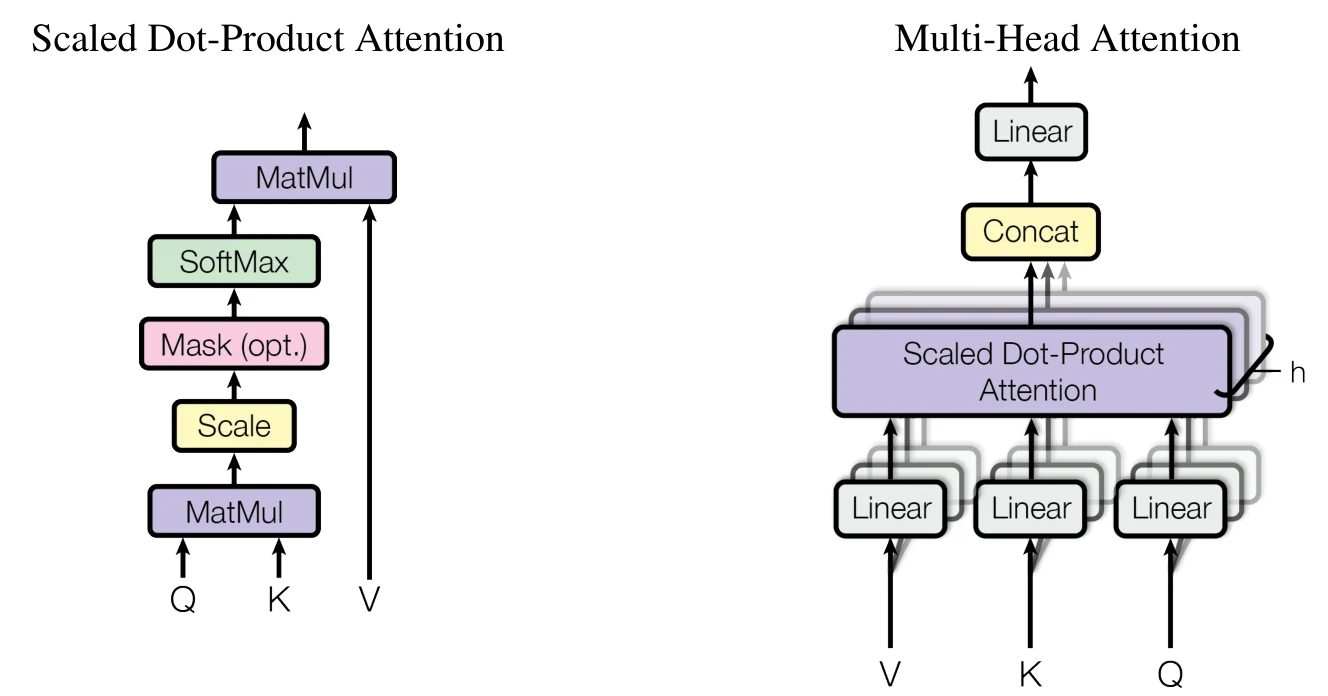 Scaled Dot-Product Attention
MatMul
SoftMax
Mask (opt.)
Scale
MatMul
Q K V
Multi-Head Attention
Linear
Concat
Scaled Dot-Product
Attention
h
Linear Linear Linear
V K Q